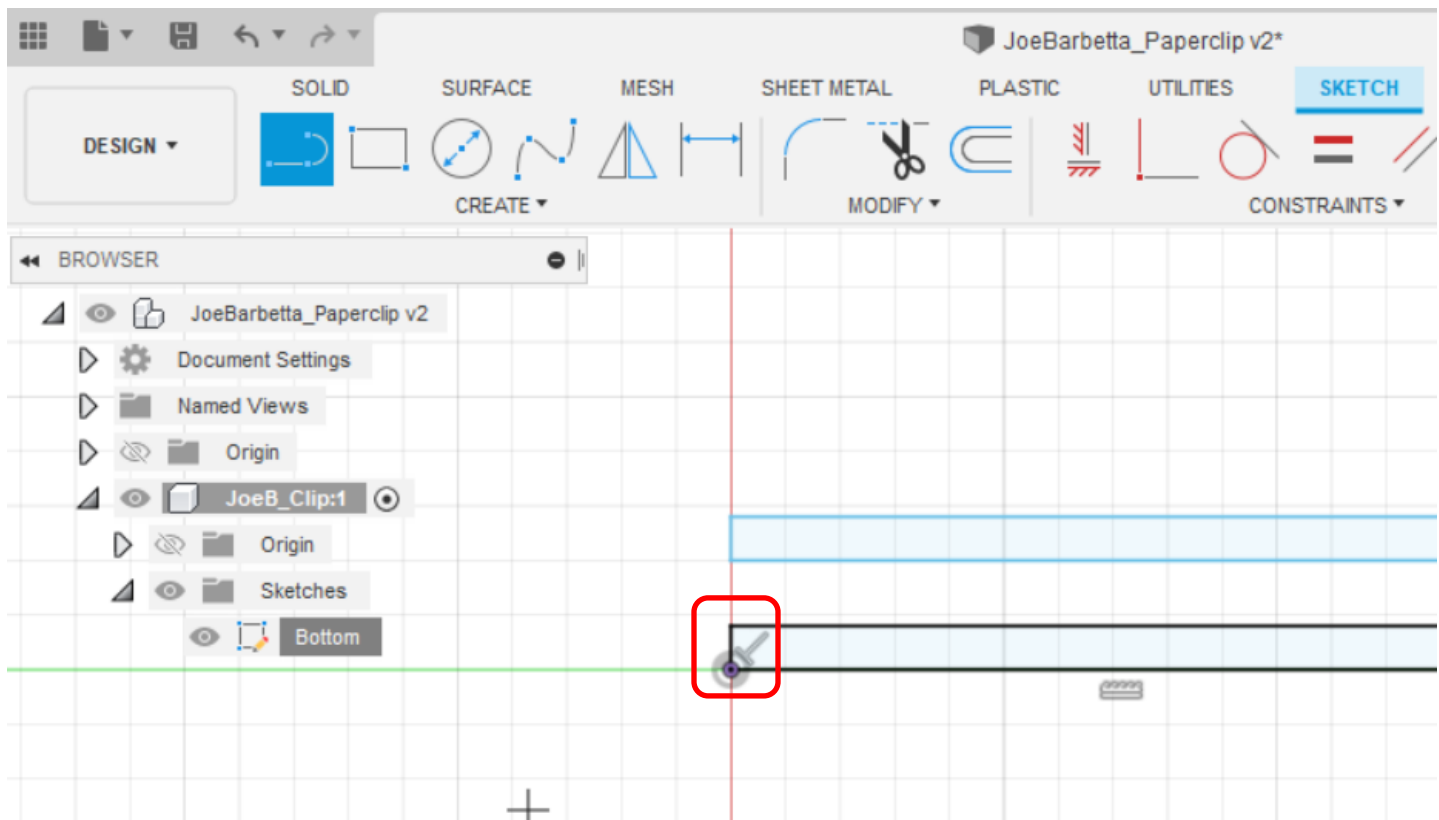 JoeBarbetta_Paperclip v2*
SOLID SURFACE MESH SHEET METAL PLASTIC UTILITIES SKETCH
DESIGN
CREATE MODIFY CONSTRAINTS
BROWSER
JoeBarbetta_Paperclip v2
Document Settings
Named Views
Origin
JoeB_Clip:1
Origin
Sketches
Bottom